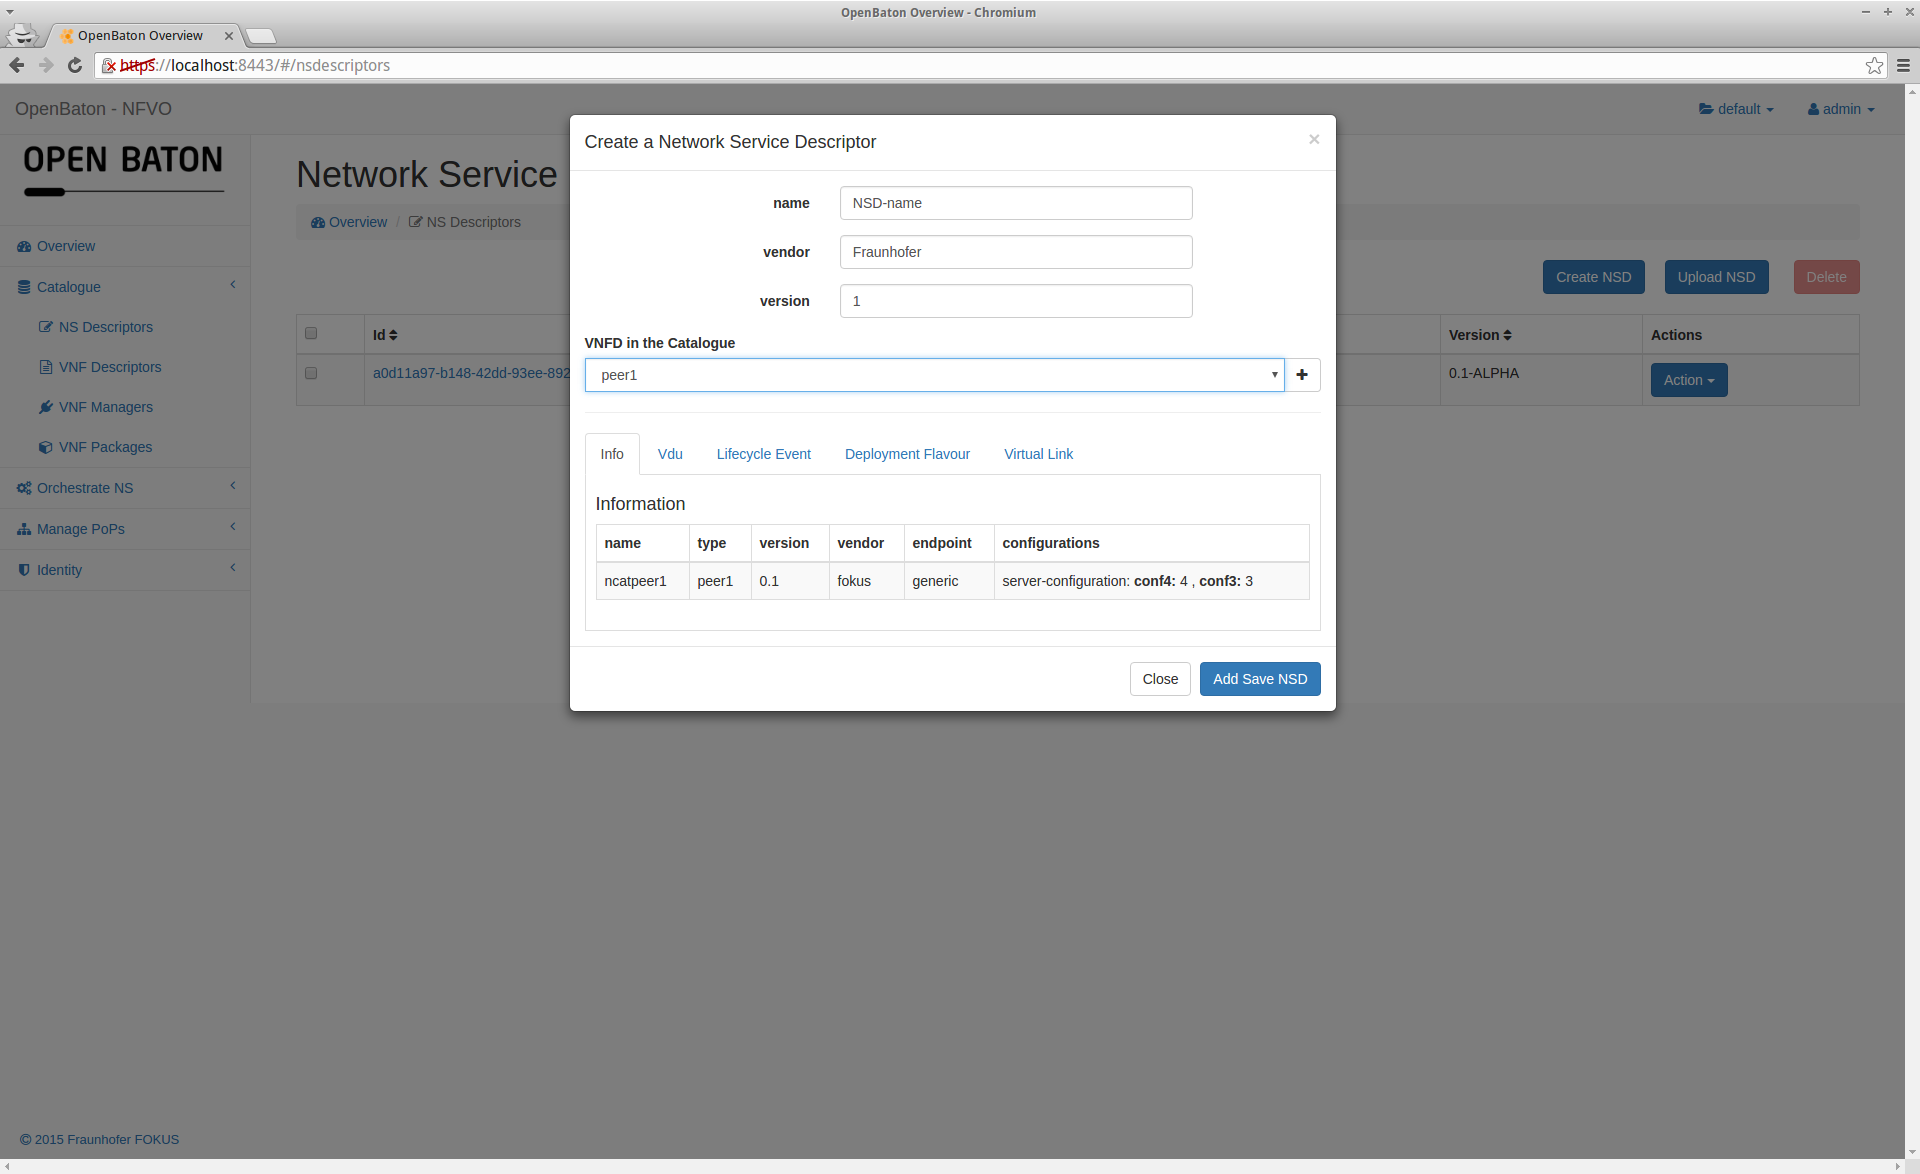 OpenBaton Overview - Chromium
OpenBaton Overview
https://localhost:8443/#/nsdescriptors
OpenBaton - NFVO
default
admin
OPEN BATON
Overview
Catalogue
NS Descriptors
VNF Descriptors
VNF Managers
VNF Packages
Orchestrate NS
Manage PoPs
Identity
Network Service
Overview / NS Descriptors
Create NSD Upload NSD Delete
Id Version Actions
a0d11a97-b148-42dd-93ee-892 0.1-ALPHA Action
Create a Network Service Descriptor ×
name NSD-name
vendor Fraunhofer
version 1
VNFD in the Catalogue
peer1
Info Vdu Lifecycle Event Deployment Flavour Virtual Link
Information
name type version vendor endpoint configurations
ncatpeer1 peer1 0.1 fokus generic server-configuration: conf4: 4 , conf3: 3
Close Add Save NSD
© 2015 Fraunhofer FOKUS